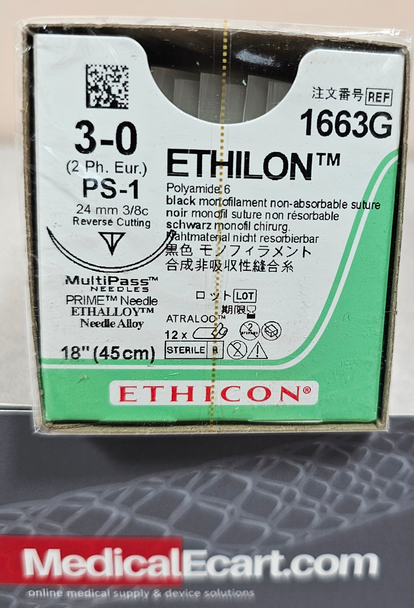 注文番号 REF
1663G
3-0
(2 Ph. Eur.)
PS-1
24 mm 3/8c
Reverse Cutting
MultiPass™
NEEDLES
PRIME™ Needle
ETHALLOY™
Needle Alloy
18" (45cm)
ETHILON™
Polyamide 6
black monofilament non-absorbable suture
noir monofil suture non résorbable
schwarz monofil chirurg.
Nahtmaterial nicht resorbierbar
黒色 モノフィラメント
合成非吸収性縫合糸
ロット LOT
期限
ATRALOC™
12 x
STERILE R
ETHICON®
MedicalEcart.com
online medical supply & device solutions